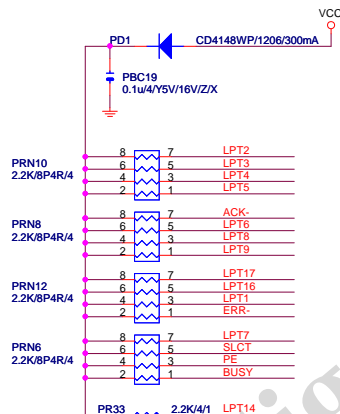 VCC
PD1 CD4148WP/1206/300mA
PBC19
0.1u/4/Y5V/16V/Z/X
8 7 LPT2
PRN10 6 5 LPT3
2.2K/8P4R/4 4 3 LPT4
2 1 LPT5
8 7 ACK-
PRN8 6 5 LPT6
2.2K/8P4R/4 4 3 LPT8
2 1 LPT9
8 7 LPT17
PRN12 6 5 LPT16
2.2K/8P4R/4 4 3 LPT1
2 1 ERR-
8 7 LPT7
PRN6 6 5 SLCT
2.2K/8P4R/4 4 3 PE
2 1 BUSY
PR33 2.2K/4/1 LPT14